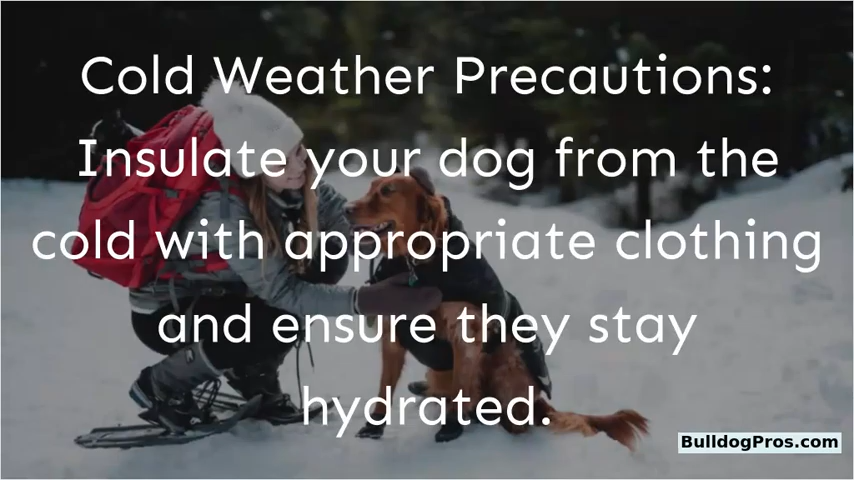 Cold Weather Precautions:
Insulate your dog from the
cold with appropriate clothing
and ensure they stay
hydrated.
BulldogPros.com